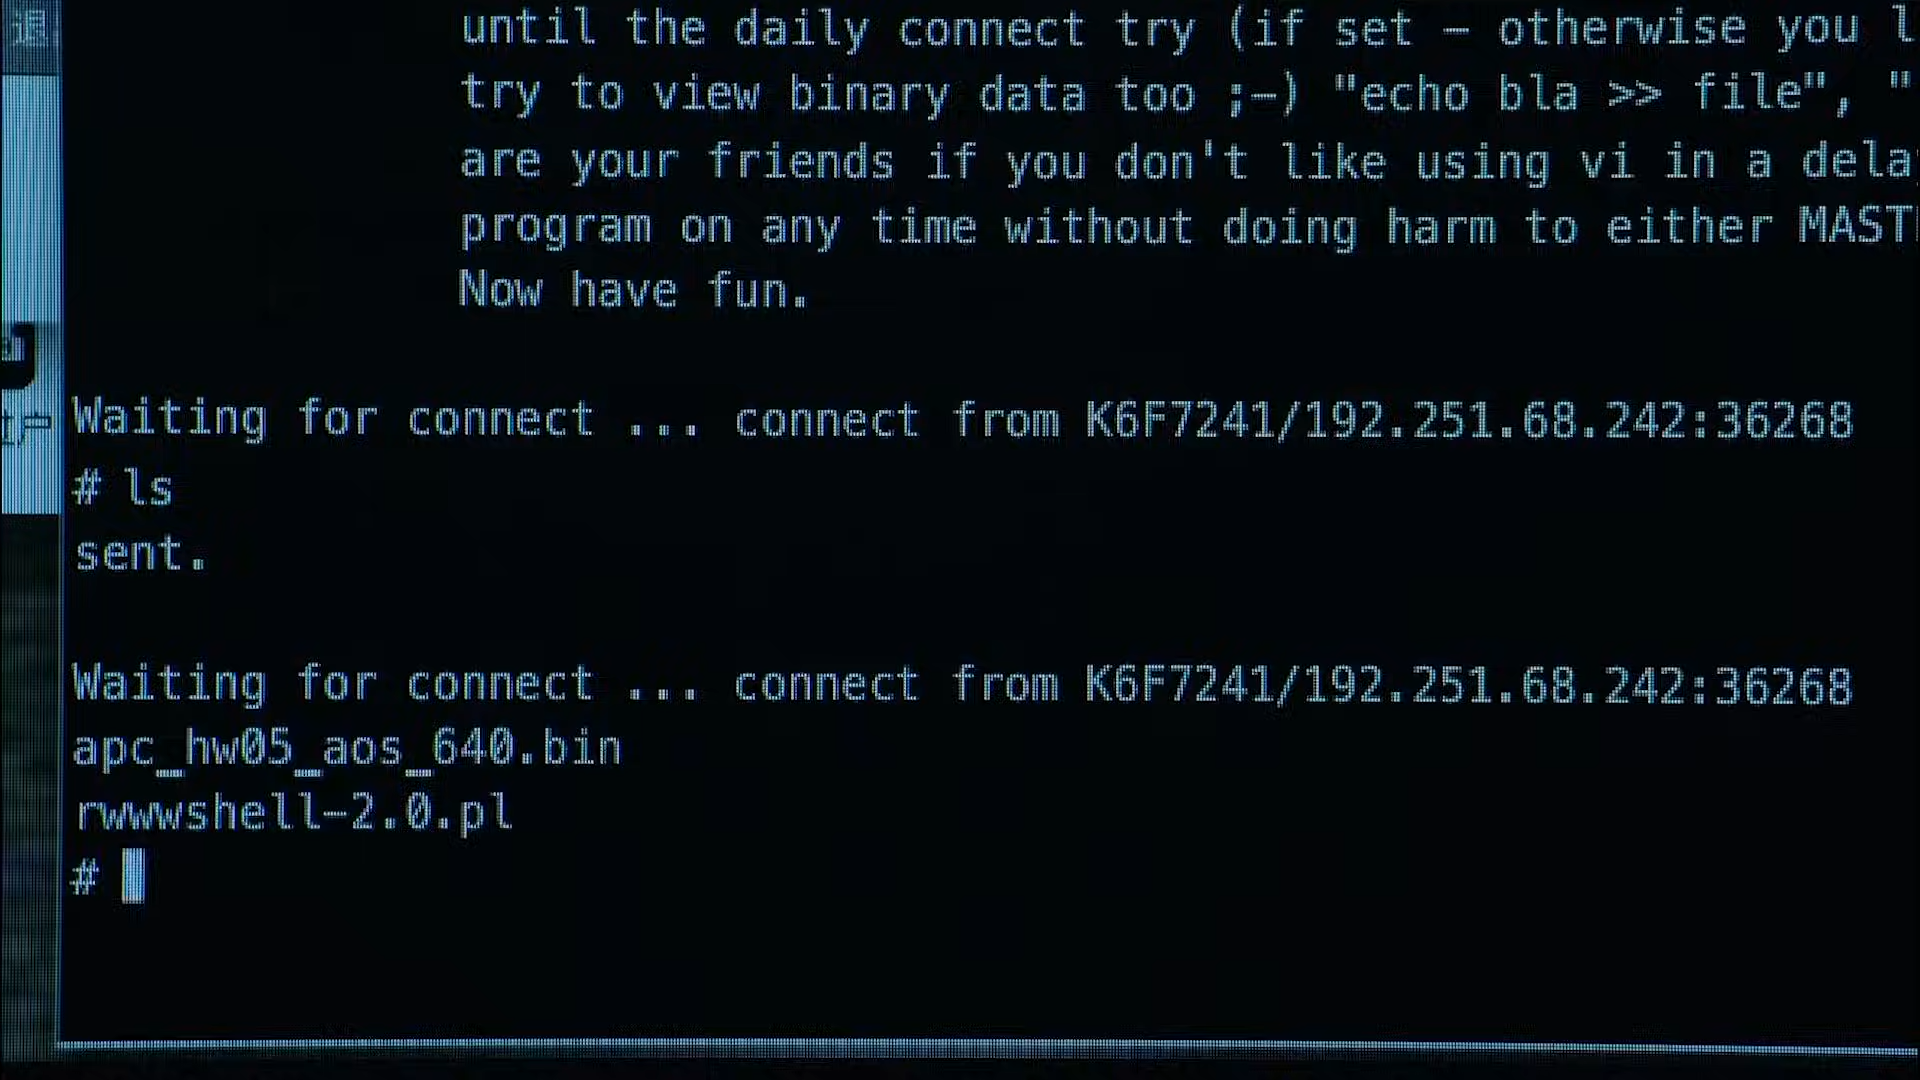 退
until the daily connect try (if set – otherwise you l
try to view binary data too ;-) "echo bla >> file", "
are your friends if you don't like using vi in a dela
program on any time without doing harm to either MAST
Now have fun.
Waiting for connect ... connect from K6F7241/192.251.68.242:36268
# ls
sent.
Waiting for connect ... connect from K6F7241/192.251.68.242:36268
apc_hw05_aos_640.bin
rwwwshell-2.0.pl
#